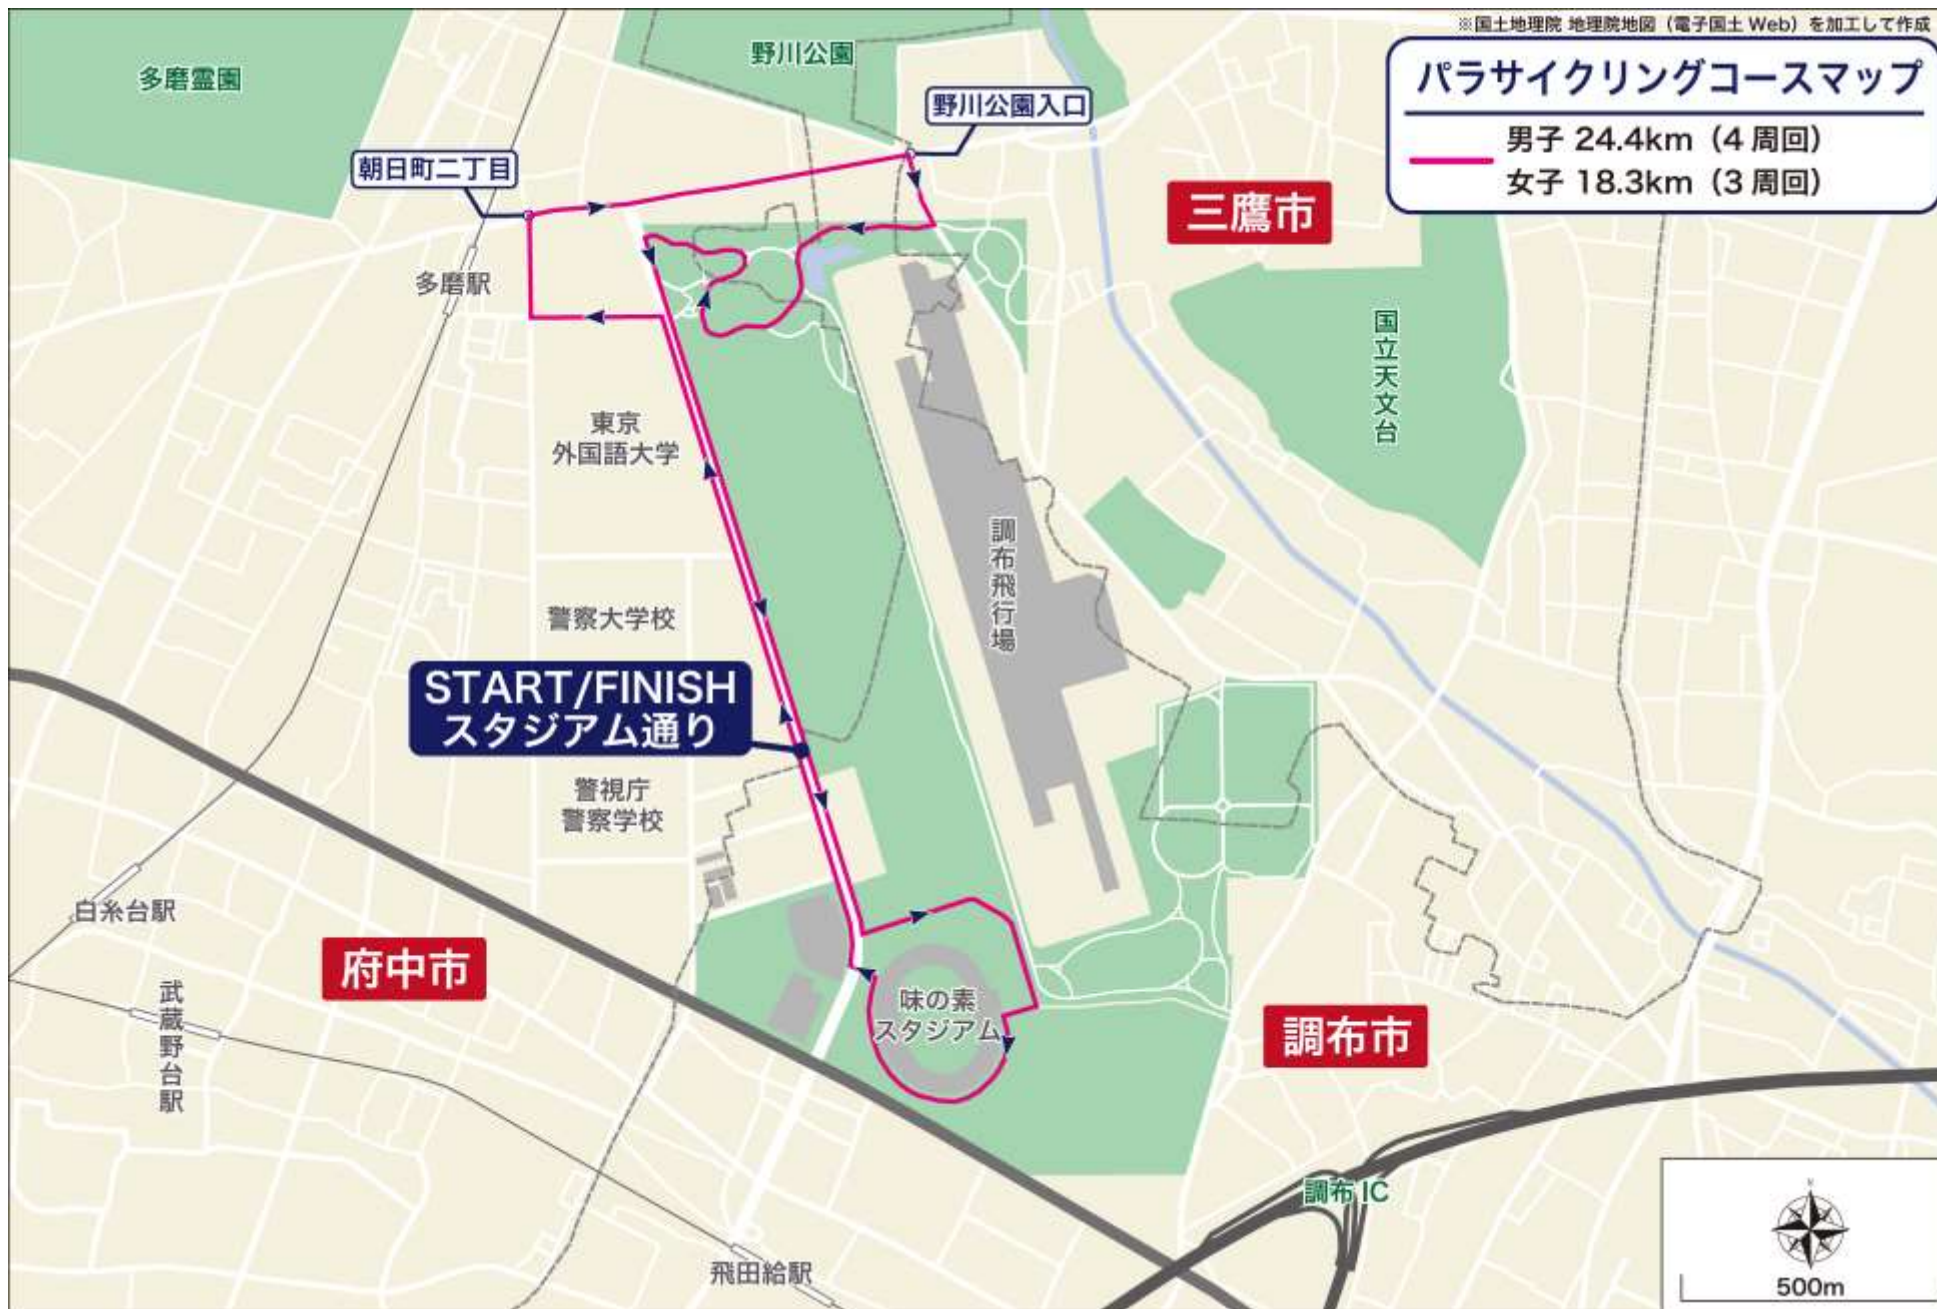 ※国土地理院 地理院地図（電子国土 Web）を加工して作成
パラサイクリングコースマップ
男子 24.4km（4 周回）
女子 18.3km（3 周回）
野川公園
多磨霊園
野川公園入口
朝日町二丁目
三鷹市
多磨駅
国立天文台
東京
外国語大学
調布飛行場
警察大学校
START/FINISH
スタジアム通り
警視庁
警察学校
白糸台駅
府中市
武蔵野台駅
味の素
スタジアム
調布市
調布 IC
飛田給駅
N
500m